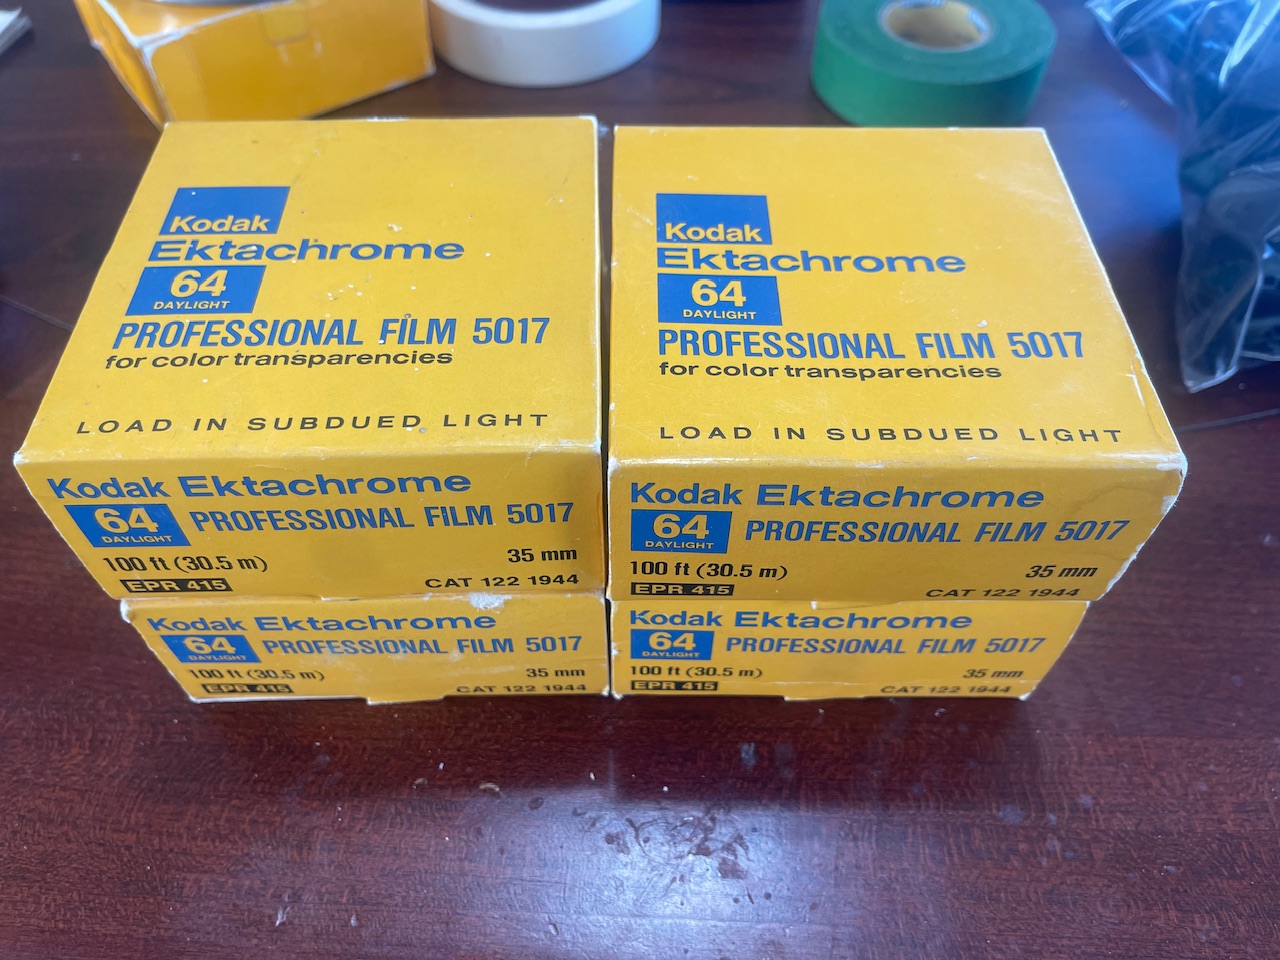 Kodak
Ektachrome
64
DAYLIGHT
PROFESSIONAL FILM 5017
for color transparencies
LOAD IN SUBDUED LIGHT
Kodak Ektachrome
64
DAYLIGHT
PROFESSIONAL FILM 5017
100 ft (30.5 m)
35 mm
EPR 415
CAT 122 1944
Kodak
Ektachrome
64
DAYLIGHT
PROFESSIONAL FILM 5017
for color transparencies
LOAD IN SUBDUED LIGHT
Kodak Ektachrome
64
DAYLIGHT
PROFESSIONAL FILM 5017
100 ft (30.5 m)
35 mm
EPR 415
CAT 122 1944
Kodak Ektachrome
64
DAYLIGHT
PROFESSIONAL FILM 5017
100 ft (30.5 m)
35 mm
EPR 415
CAT 122 1944
Kodak Ektachrome
64
DAYLIGHT
PROFESSIONAL FILM 5017
100 ft (30.5 m)
35 mm
EPR 415
CAT 122 1944